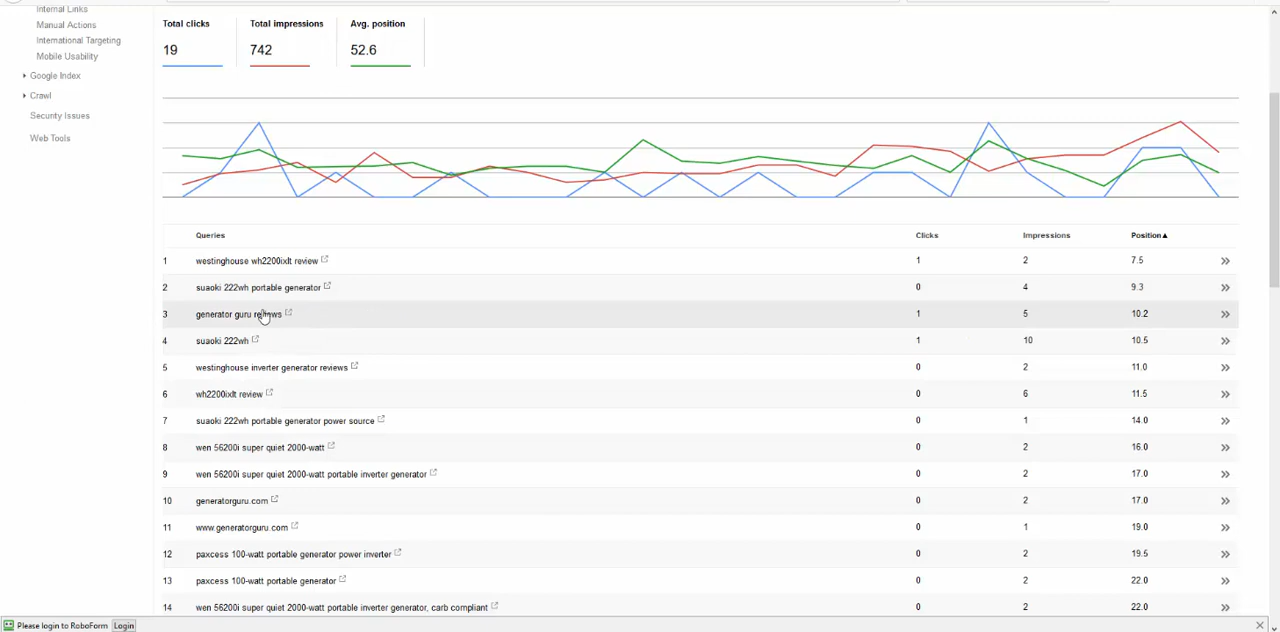 Internal Links
Manual Actions
International Targeting
Mobile Usability
Google Index
Crawl
Security Issues
Web Tools
Total clicks Total impressions Avg. position
19 742 52.6
Queries Clicks Impressions Position▲
1 westinghouse wh2200ixlt review 1 2 7.5 »
2 suaoki 222wh portable generator 0 4 9.3 »
3 generator guru reviews 1 5 10.2 »
4 suaoki 222wh 1 10 10.5 »
5 westinghouse inverter generator reviews 0 2 11.0 »
6 wh2200ixlt review 0 6 11.5 »
7 suaoki 222wh portable generator power source 0 1 14.0 »
8 wen 56200i super quiet 2000-watt 0 2 16.0 »
9 wen 56200i super quiet 2000-watt portable inverter generator 0 2 17.0 »
10 generatorguru.com 0 2 17.0 »
11 www.generatorguru.com 0 1 19.0 »
12 paxcess 100-watt portable generator power inverter 0 2 19.5 »
13 paxcess 100-watt portable generator 0 2 22.0 »
14 wen 56200i super quiet 2000-watt portable inverter generator, carb compliant 0 2 22.0 »
Please login to RoboForm Login